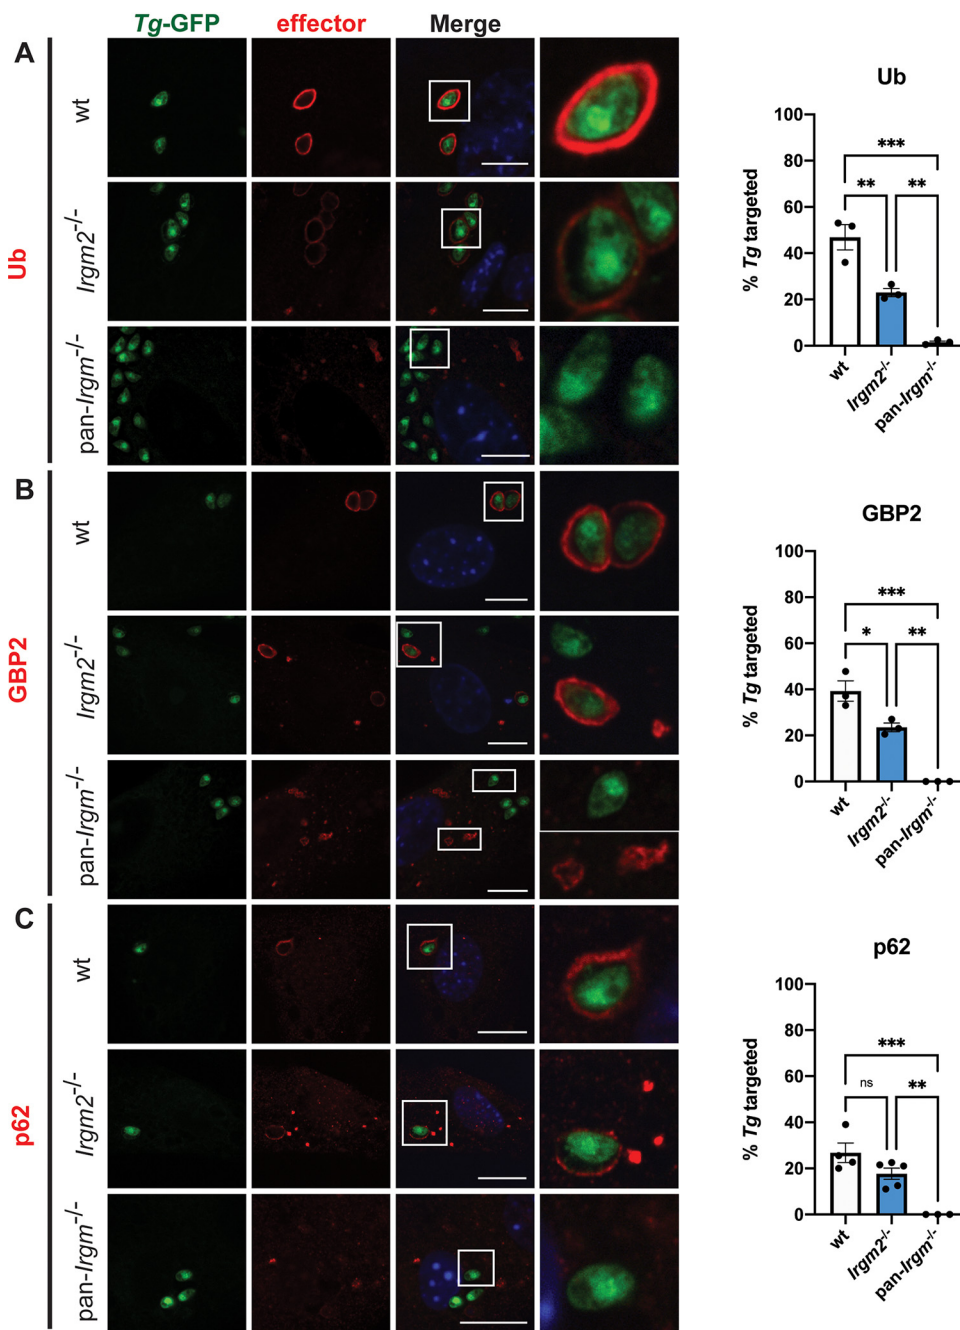 Tg-GFP effector Merge
A
Ub
wt
Irgm2-/-
pan-Irgm-/-
Ub
% Tg targeted
100
80
60
40
20
0
***
** **
wt Irgm2-/- pan-Irgm-/-
B
GBP2
wt
Irgm2-/-
pan-Irgm-/-
GBP2
% Tg targeted
100
80
60
40
20
0
***
* **
wt Irgm2-/- pan-Irgm-/-
C
p62
wt
Irgm2-/-
pan-Irgm-/-
p62
% Tg targeted
100
80
60
40
20
0
***
ns **
wt Irgm2-/- pan-Irgm-/-